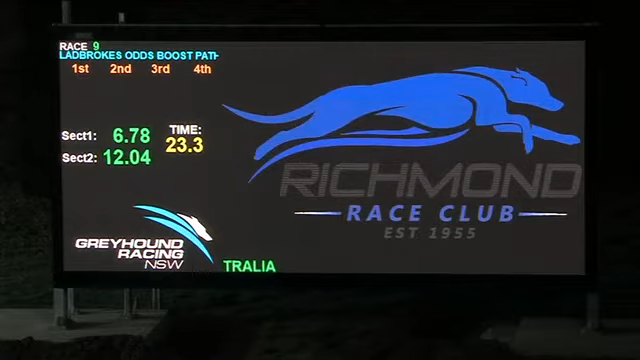 RACE 9
LADBROKES ODDS BOOST PATH
1st 2nd 3rd 4th
Sect1: 6.78
Sect2: 12.04
TIME:
23.3
RICHMOND
RACE CLUB
EST 1955
GREYHOUND
RACING
NSW
TRALIA